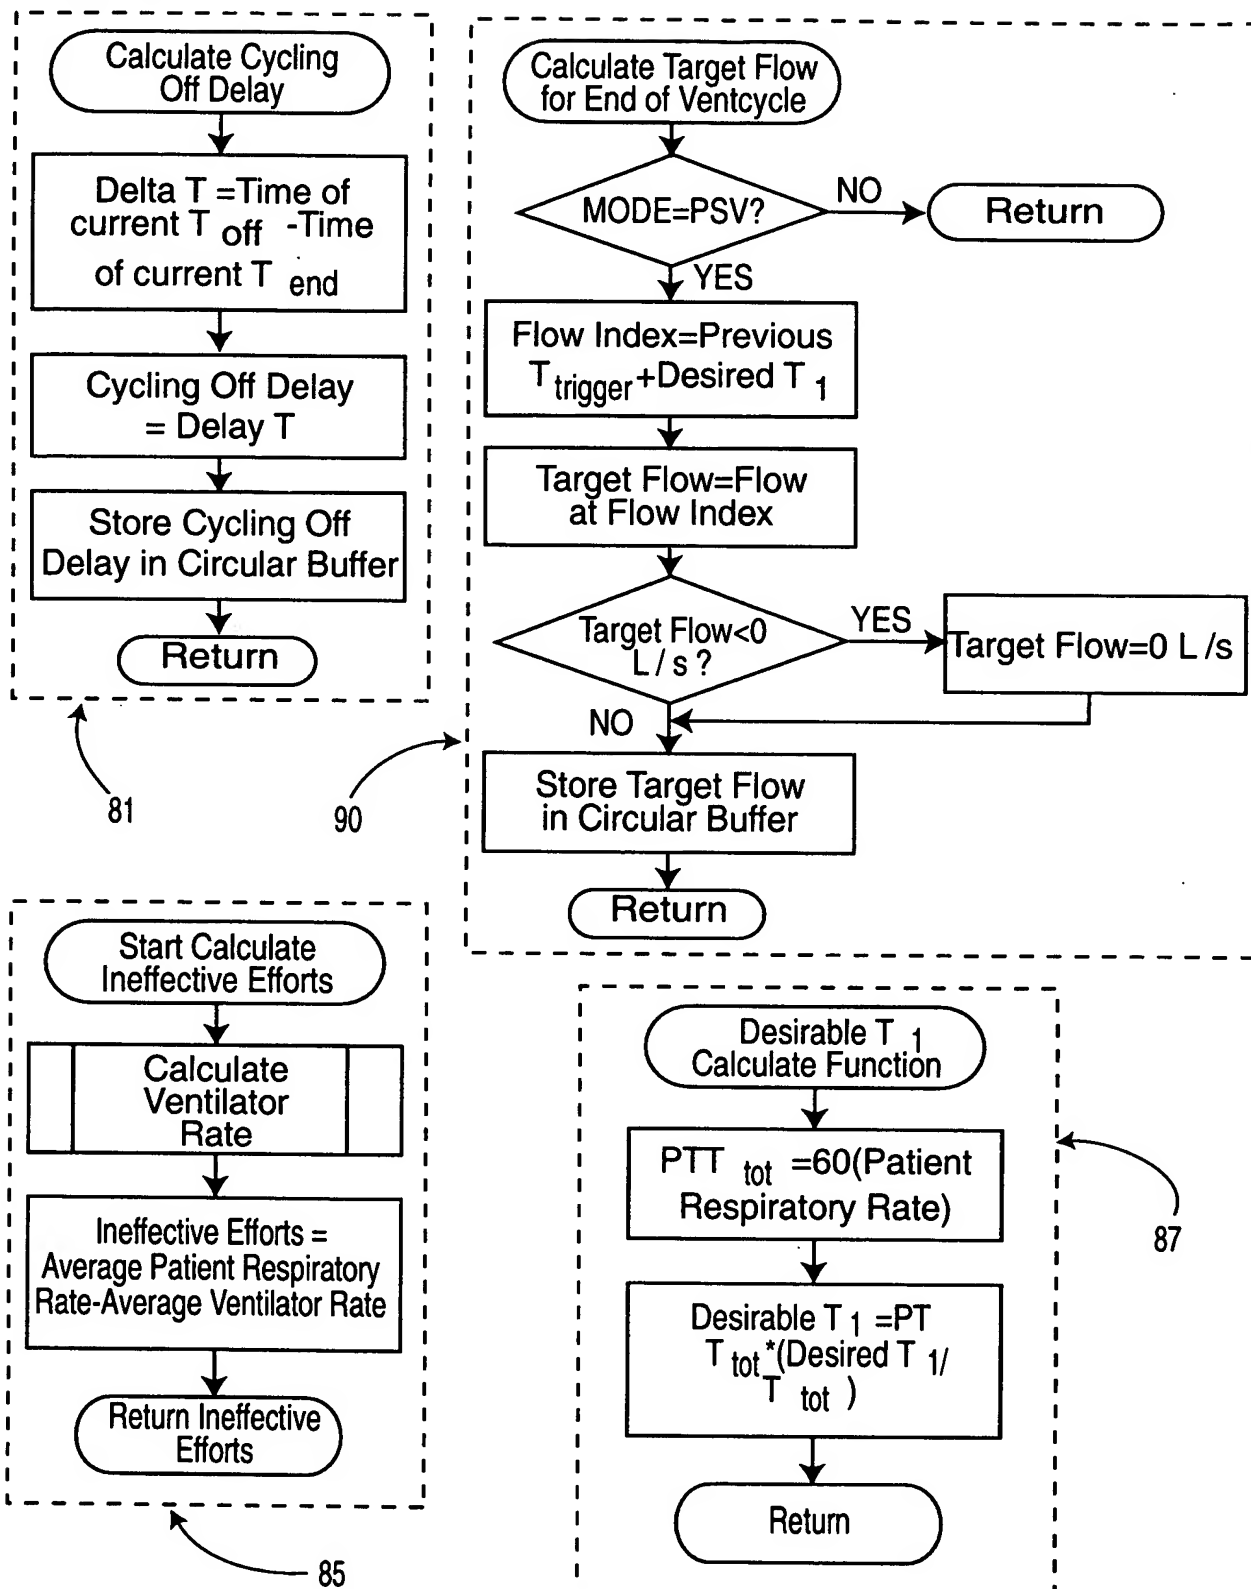 Calculate Cycling
Off Delay
Delta T =Time of
current T off -Time
of current T end
Cycling Off Delay
= Delay T
Store Cycling Off
Delay in Circular Buffer
Return
81
Calculate Target Flow
for End of Ventcycle
MODE=PSV?
NO
Return
YES
Flow Index=Previous
T trigger+Desired T 1
Target Flow=Flow
at Flow Index
Target Flow<0
L / s ?
YES
Target Flow=0 L /s
NO
Store Target Flow
in Circular Buffer
Return
90
Start Calculate
Ineffective Efforts
Calculate
Ventilator
Rate
Ineffective Efforts =
Average Patient Respiratory
Rate-Average Ventilator Rate
Return Ineffective
Efforts
85
Desirable T 1
Calculate Function
PTT tot =60(Patient
Respiratory Rate)
Desirable T 1 =PT
T tot*(Desired T 1/
T tot )
Return
87